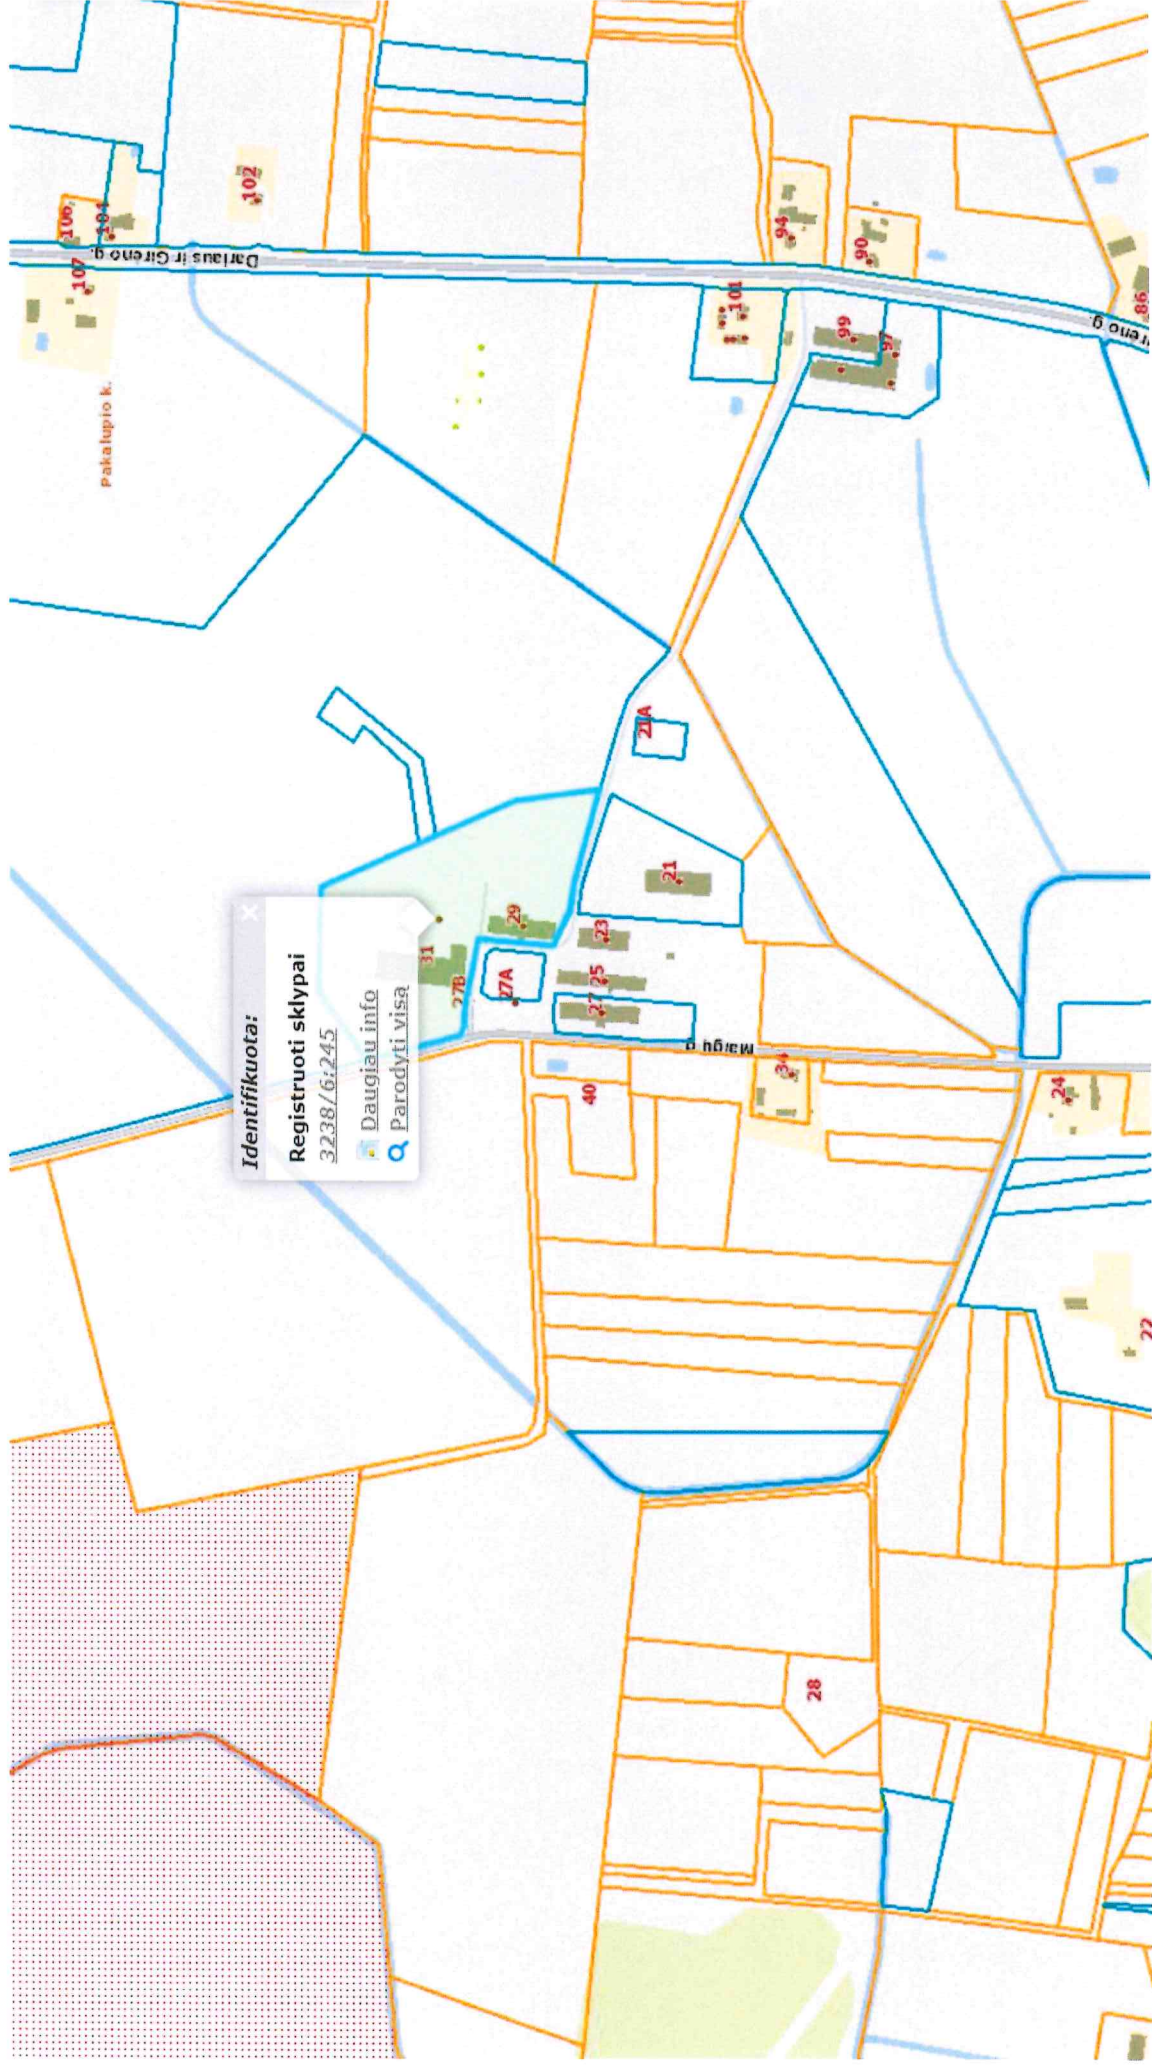 Identifikuota:
Registruoti sklypai
3238/6:245
Daugiau info
Parodyti visą
Pakalupio k.
Dariaus ir Girėno g.
106
104
102
107
94
90
101
99
97
86
21A
21
29
31
27B
27A
23
25
27
40
34
24
22
28